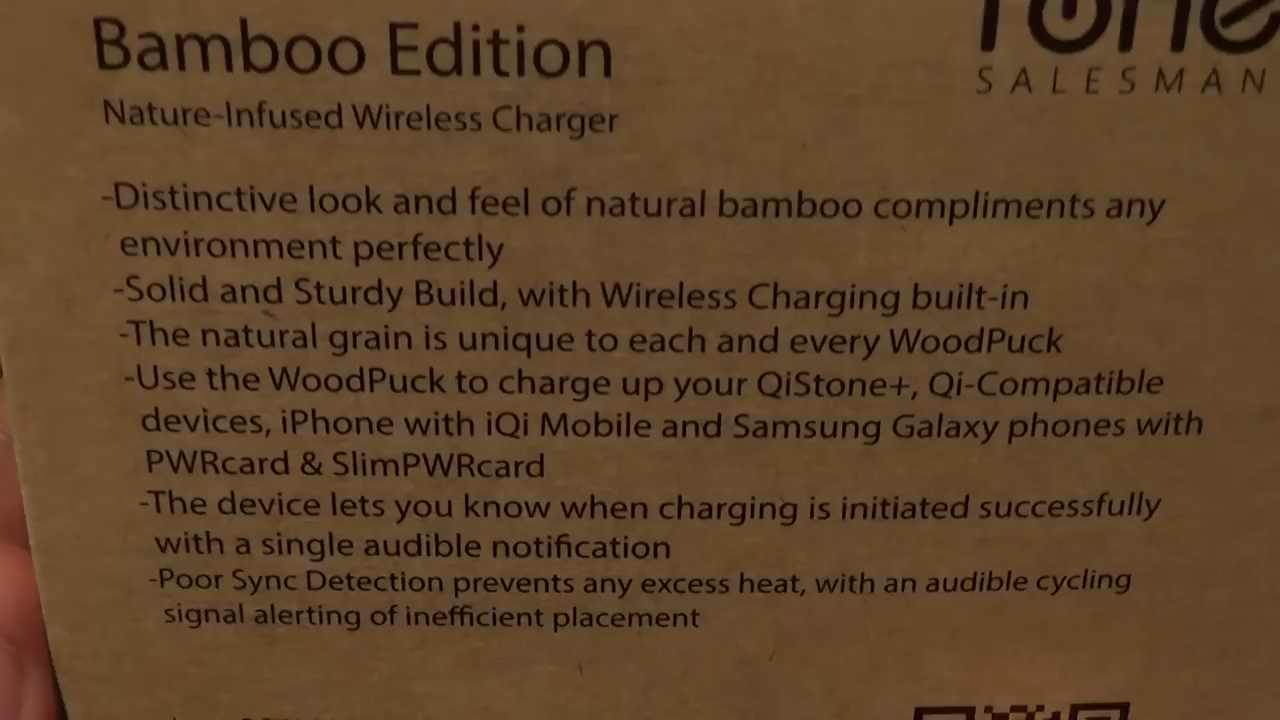 Bamboo Edition
SALESMAN
Nature-Infused Wireless Charger
-Distinctive look and feel of natural bamboo compliments any
environment perfectly
-Solid and Sturdy Build, with Wireless Charging built-in
-The natural grain is unique to each and every WoodPuck
-Use the WoodPuck to charge up your QiStone+, Qi-Compatible
devices, iPhone with iQi Mobile and Samsung Galaxy phones with
PWRcard & SlimPWRcard
-The device lets you know when charging is initiated successfully
with a single audible notification
-Poor Sync Detection prevents any excess heat, with an audible cycling
signal alerting of inefficient placement